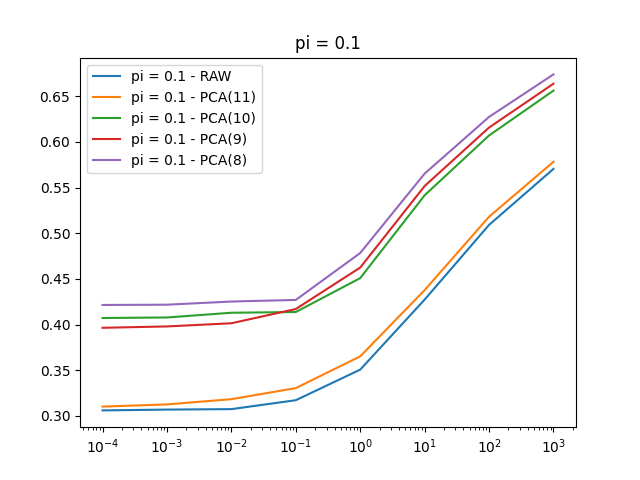 pi = 0.1
pi = 0.1 - RAW
pi = 0.1 - PCA(11)
pi = 0.1 - PCA(10)
pi = 0.1 - PCA(9)
pi = 0.1 - PCA(8)
0.65
0.60
0.55
0.50
0.45
0.40
0.35
0.30
10⁻⁴ 10⁻³ 10⁻² 10⁻¹ 10⁰ 10¹ 10² 10³